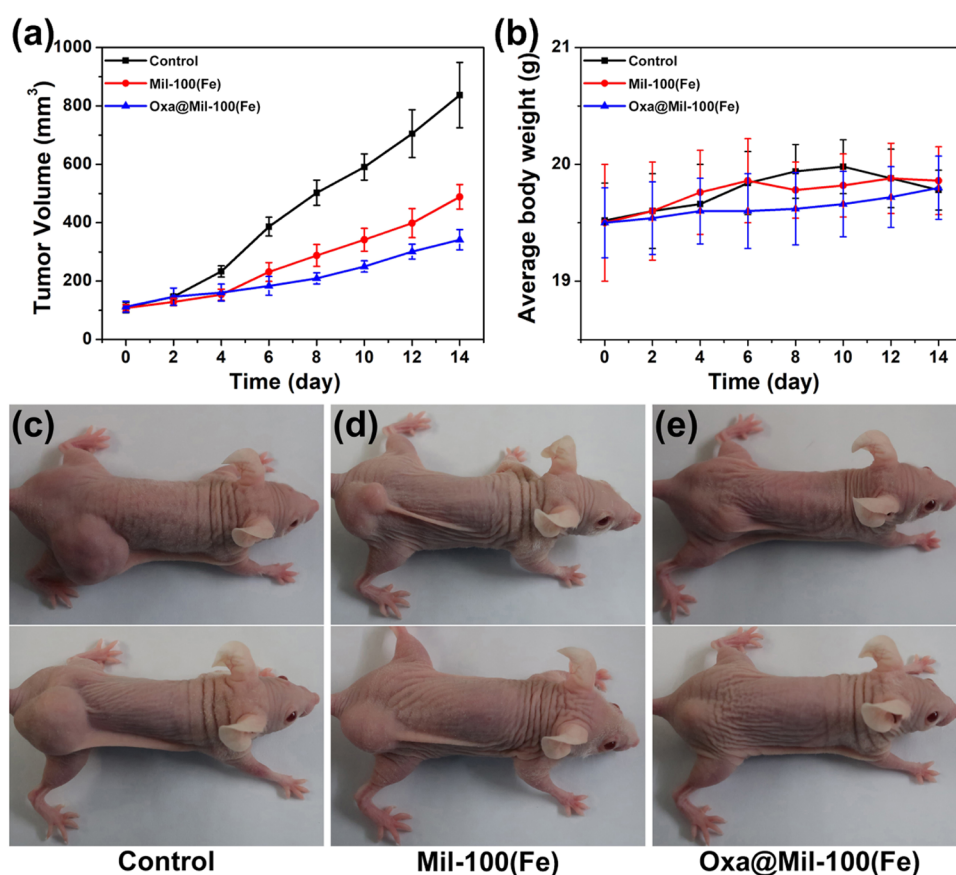 (a)
1000
800
600
400
200
0
Tumor Volume (mm³)
Control
Mil-100(Fe)
Oxa@Mil-100(Fe)
0 2 4 6 8 10 12 14
Time (day)
(b)
21
20
19
Average body weight (g)
Control
Mil-100(Fe)
Oxa@Mil-100(Fe)
0 2 4 6 8 10 12 14
Time (day)
(c)
(d)
(e)
Control
Mil-100(Fe)
Oxa@Mil-100(Fe)